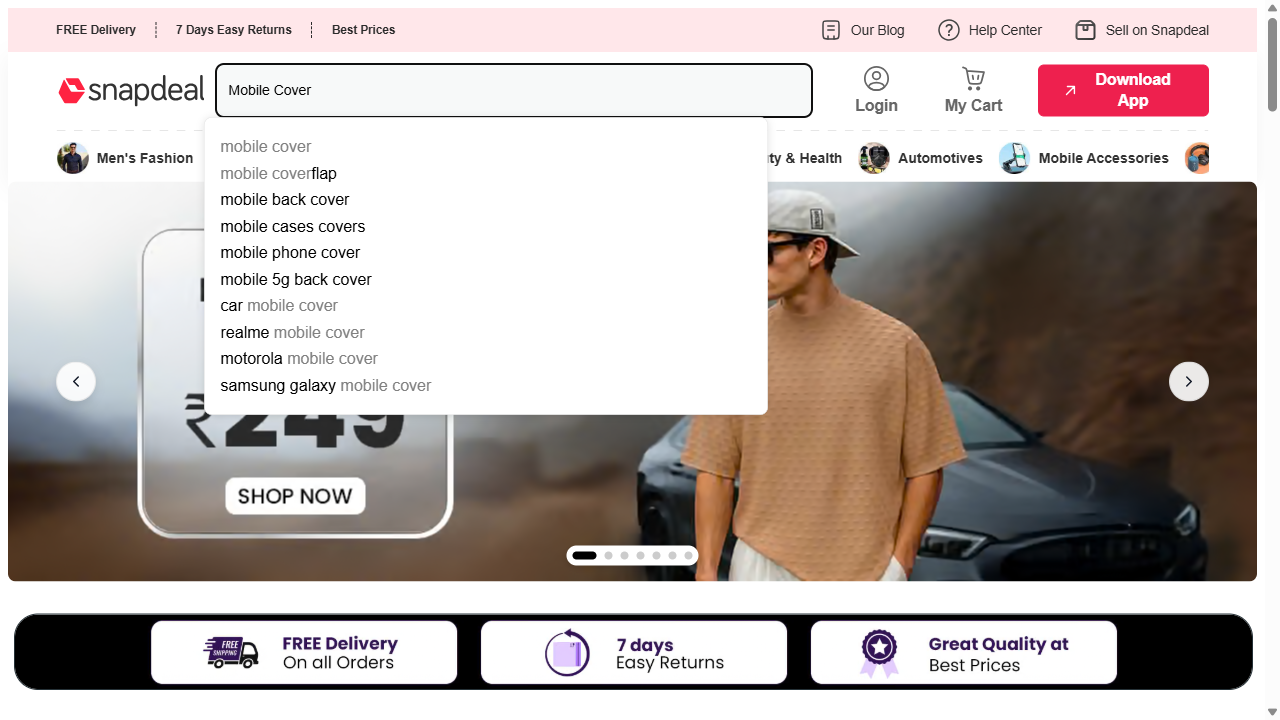 FREE Delivery
7 Days Easy Returns
Best Prices
Our Blog
Help Center
Sell on Snapdeal
snapdeal
Mobile Cover
Login
My Cart
Download
App
mobile cover
mobile coverflap
mobile back cover
mobile cases covers
mobile phone cover
mobile 5g back cover
car mobile cover
realme mobile cover
motorola mobile cover
samsung galaxy mobile cover
Men's Fashion
ty & Health
Automotives
Mobile Accessories
₹249
SHOP NOW
FREE
SHIPPING
FREE Delivery
On all Orders
7 days
Easy Returns
Great Quality at
Best Prices